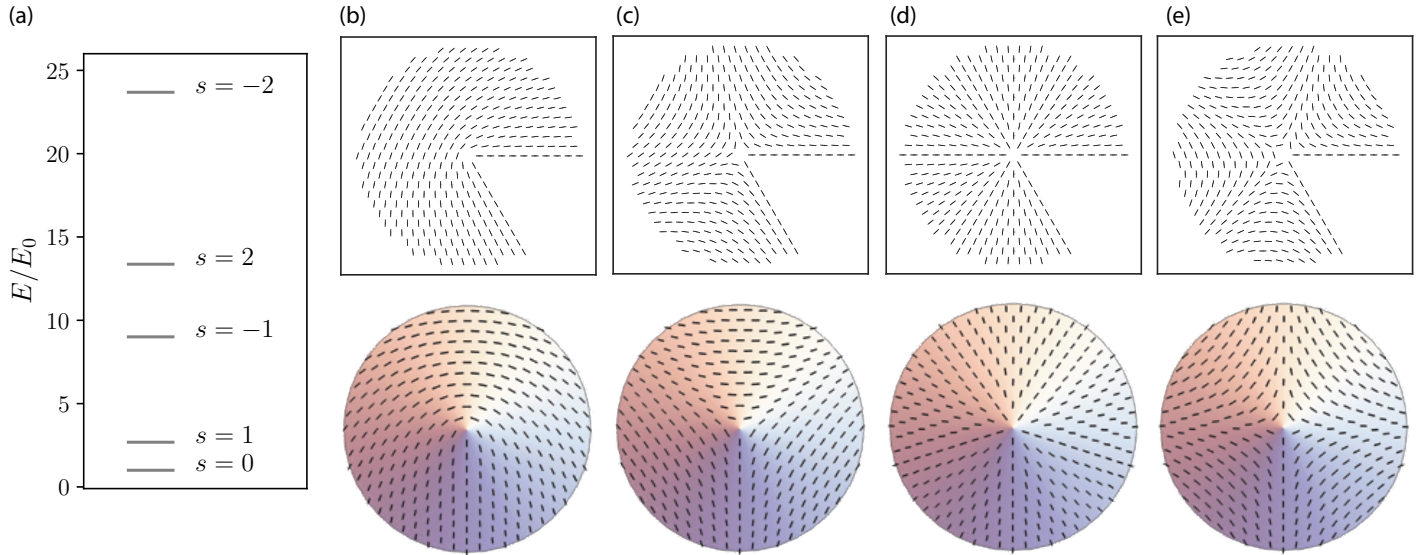 (a)
(b)
(c)
(d)
(e)
25
20
15
10
5
0
E/E₀
s = −2
s = 2
s = −1
s = 1
s = 0